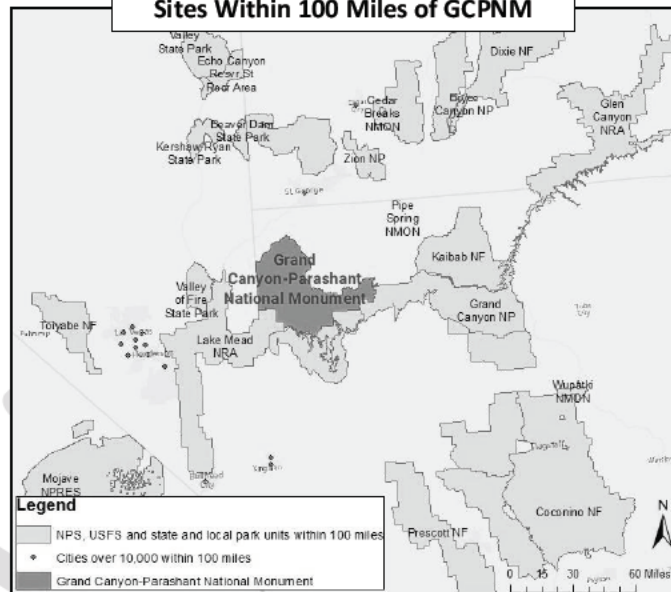 Sites Within 100 Miles of GCPNM
Valley
State Park
Echo Canyon
Resvr St
Recr Area
Dixie NF
Cedar
Breaks
NMON
Bryce
Canyon NP
Glen
Canyon
NRA
Beaver Dam
State Park
Kershaw Ryan
State Park
Zion NP
St. George
Pipe
Spring
NMON
Kaibab NF
Grand
Canyon-Parashant
National Monument
Valley
of Fire
State Park
Grand
Canyon NP
Toiyabe NF
Lake Mead
NRA
Wupatki
NMON
Flagstaff
Mojave
NPRES
City
Coconino NF
Prescott NF
Legend
NPS, USFS and state and local park units within 100 miles
Cities over 10,000 within 100 miles
Grand Canyon-Parashant National Monument
N
0 15 30 60 Miles